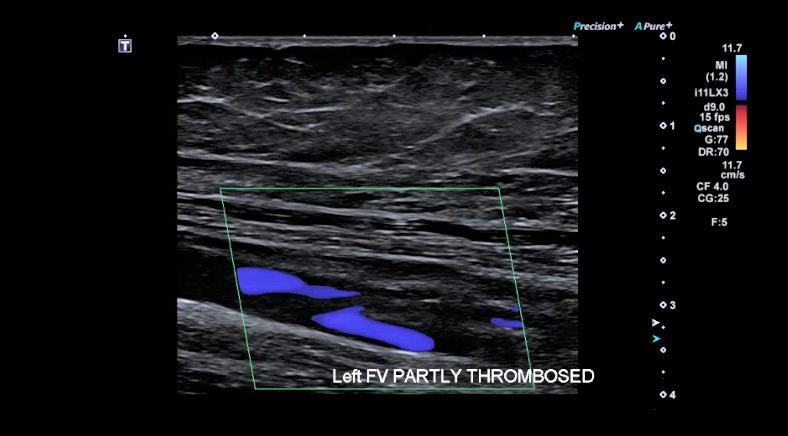 Precision+ APure+
T
0
11.7
MI
(1.2)
i11LX3
d9.0
15 fps
Qscan
G:77
DR:70
1
11.7
cm/s
CF 4.0
CG:25
2
F:5
3
Left FV PARTLY THROMBOSED
4